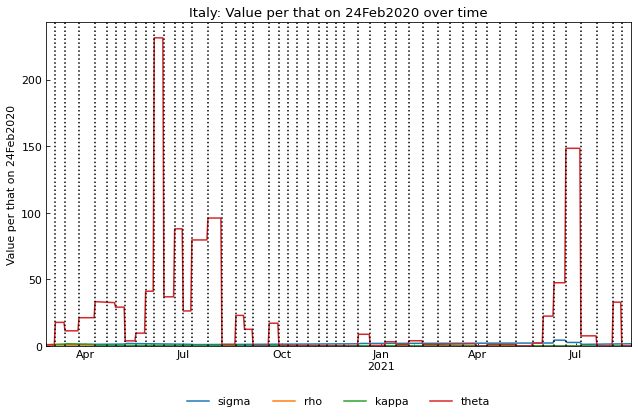 Italy: Value per that on 24Feb2020 over time
Value per that on 24Feb2020
200
150
100
50
0
Apr Jul Oct Jan Apr Jul
2021
sigma rho kappa theta